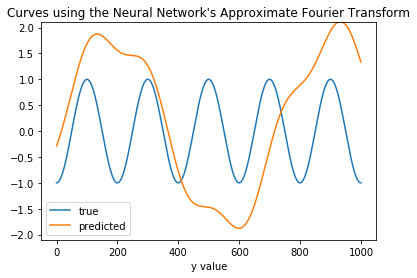 Curves using the Neural Network's Approximate Fourier Transform
2.0
1.5
1.0
0.5
0.0
-0.5
-1.0
-1.5
-2.0
true
predicted
0 200 400 600 800 1000
y value